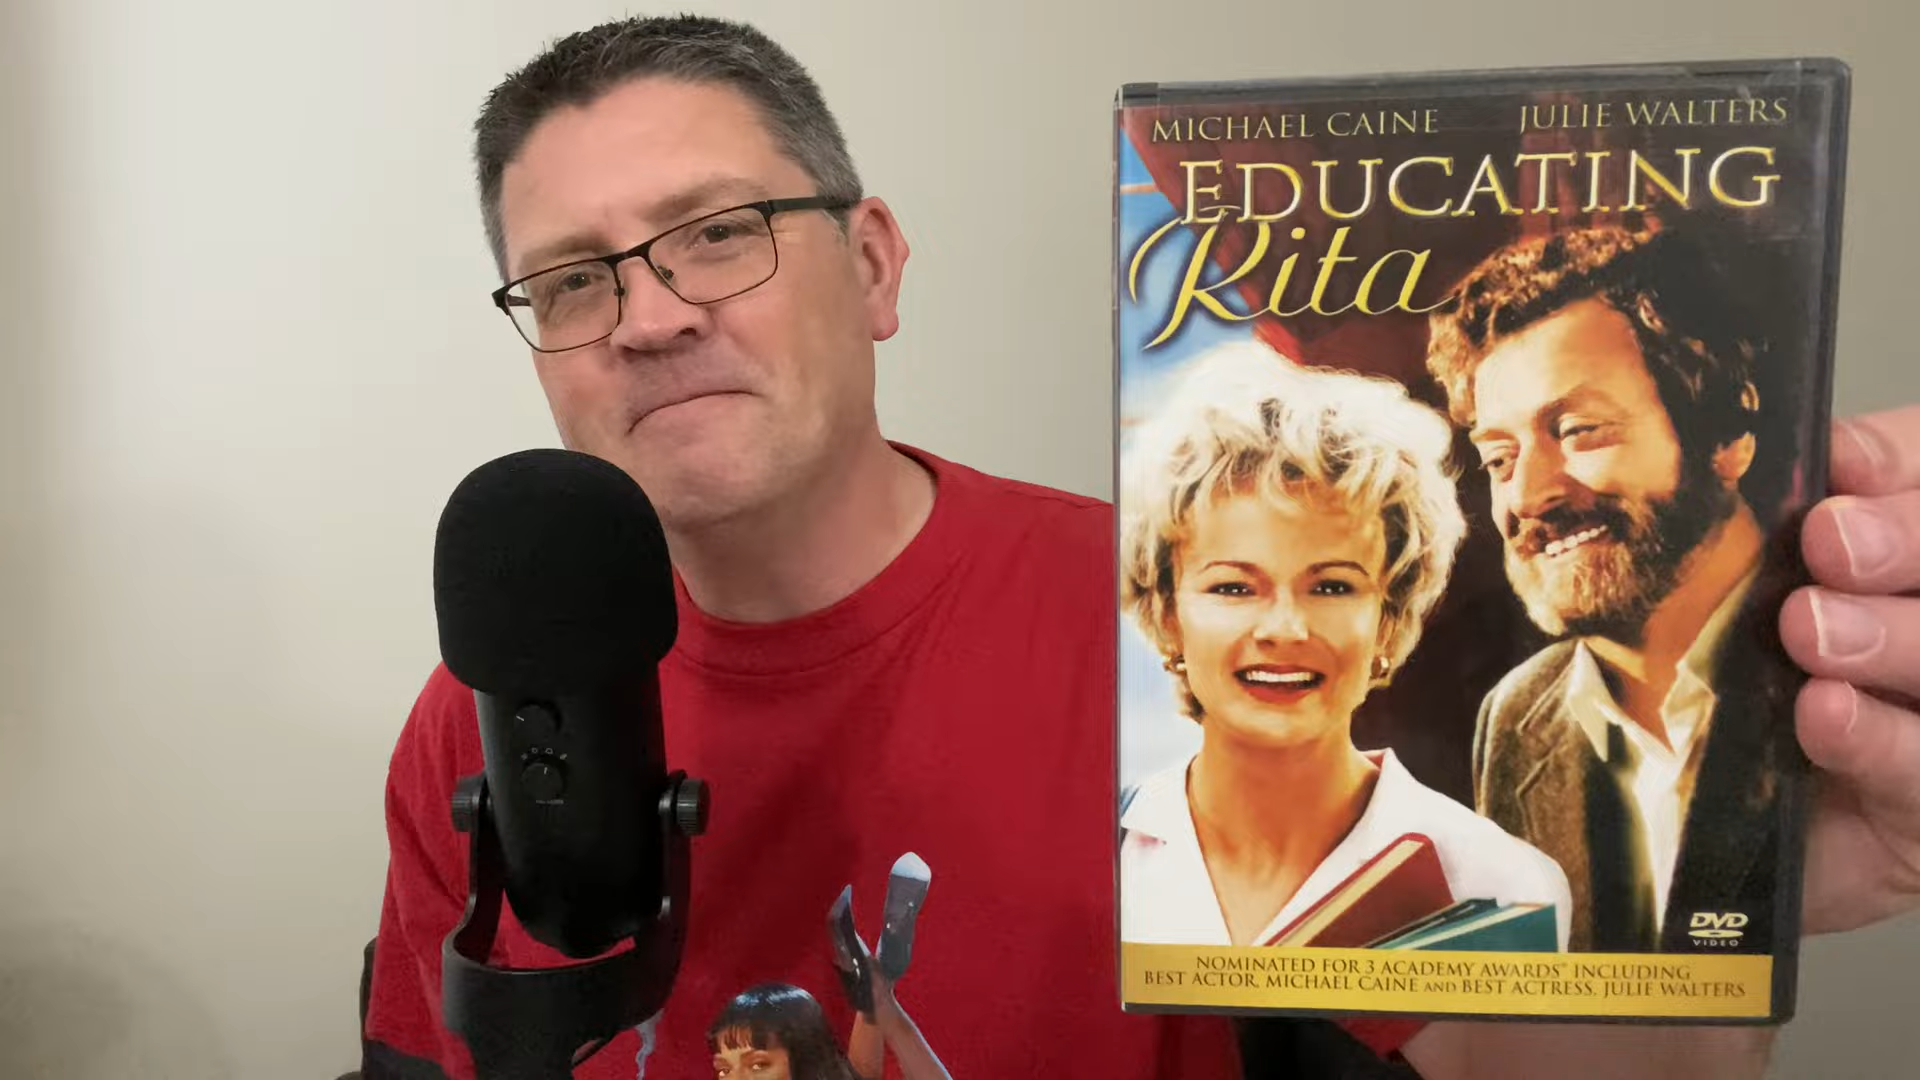 MICHAEL CAINE JULIE WALTERS
EDUCATING
Rita
DVD
VIDEO
NOMINATED FOR 3 ACADEMY AWARDS® INCLUDING
BEST ACTOR, MICHAEL CAINE AND BEST ACTRESS, JULIE WALTERS